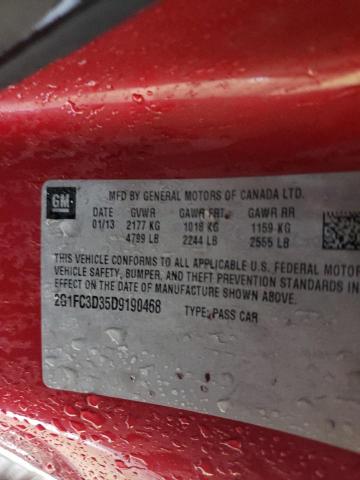 GM
MFD BY GENERAL MOTORS OF CANADA LTD.
DATE GVWR GAWR FRT GAWR RR
01/13 2177 KG 1018 KG 1159 KG
4799 LB 2244 LB 2555 LB
THIS VEHICLE CONFORMS TO ALL APPLICABLE U.S. FEDERAL MOTOR
VEHICLE SAFETY, BUMPER, AND THEFT PREVENTION STANDARDS IN
EFFECT ON THE DATE OF MANUFACTURE SHOWN ABOVE.
2G1FC3D35D9190468 TYPE: PASS CAR